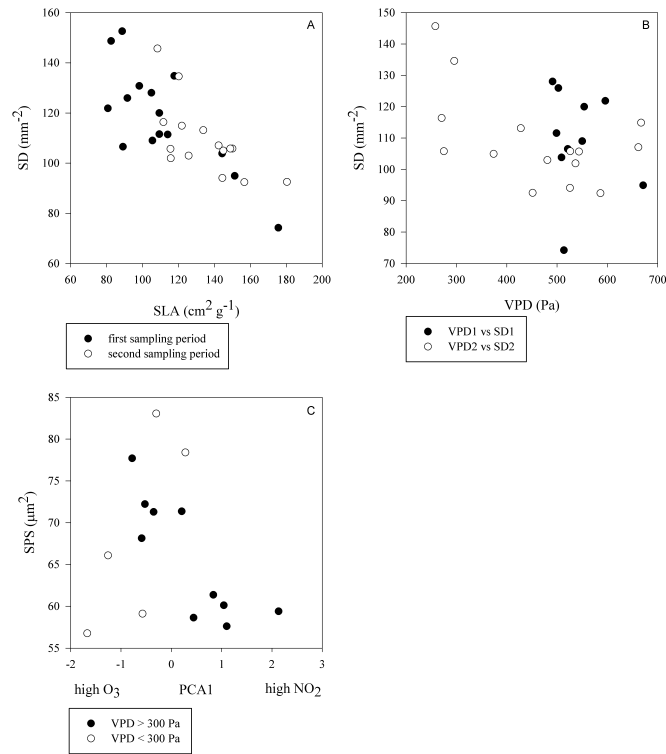 A
160
140
120
100
80
60
SD (mm⁻²)
60 80 100 120 140 160 180 200
SLA (cm² g⁻¹)
first sampling period
second sampling period
B
150
140
130
120
110
100
90
80
70
SD (mm⁻²)
200 300 400 500 600 700
VPD (Pa)
VPD1 vs SD1
VPD2 vs SD2
C
85
80
75
70
65
60
55
SPS (μm²)
-2 -1 0 1 2 3
high O₃ PCA1 high NO₂
VPD > 300 Pa
VPD < 300 Pa